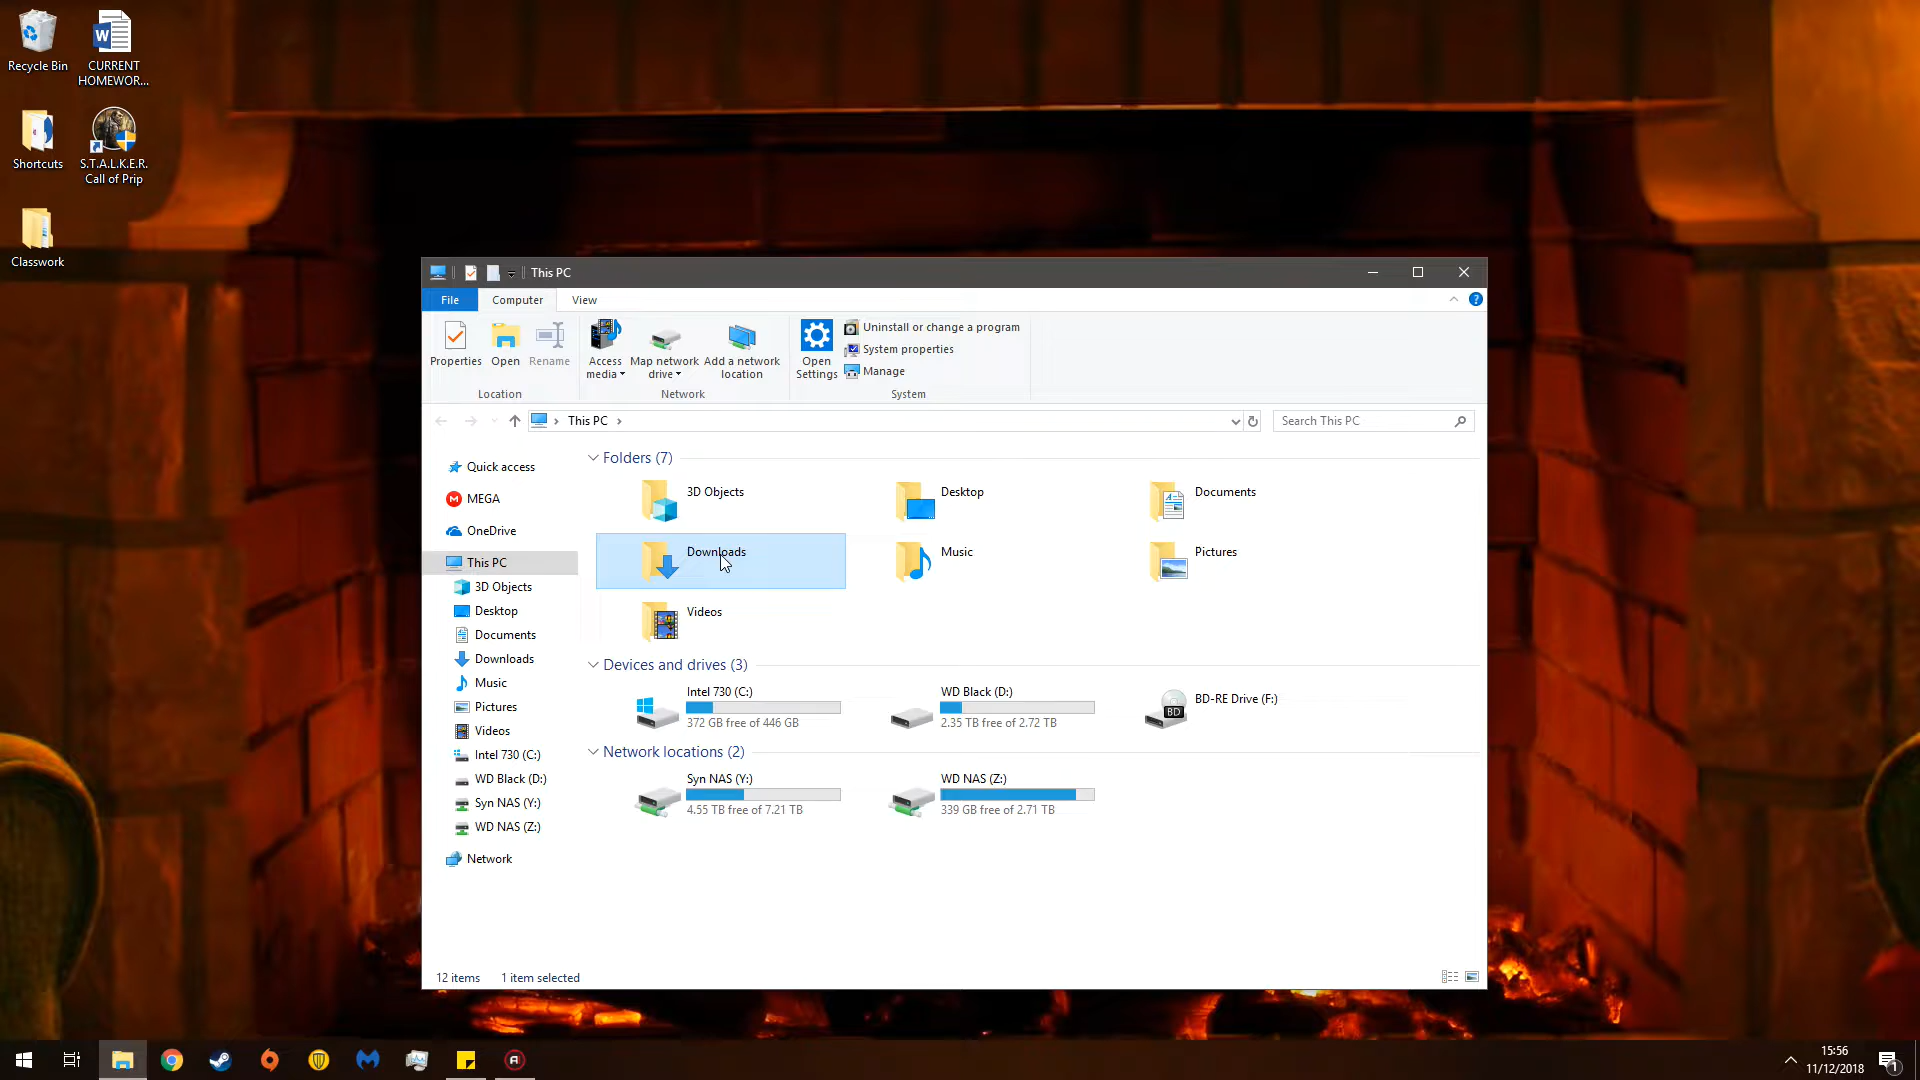 Recycle Bin
CURRENT
HOMEWOR...
Shortcuts
S.T.A.L.K.E.R.
Call of Prip
Classwork
This PC
File
Computer
View
Properties
Open
Rename
Access
media
Map network
drive
Add a network
location
Open
Settings
Uninstall or change a program
System properties
Manage
Location
Network
System
This PC
Search This PC
Quick access
MEGA
OneDrive
This PC
3D Objects
Desktop
Documents
Downloads
Music
Pictures
Videos
Intel 730 (C:)
WD Black (D:)
Syn NAS (Y:)
WD NAS (Z:)
Network
Folders (7)
3D Objects
Desktop
Documents
Downloads
Music
Pictures
Videos
Devices and drives (3)
Intel 730 (C:)
372 GB free of 446 GB
WD Black (D:)
2.35 TB free of 2.72 TB
BD
BD-RE Drive (F:)
Network locations (2)
Syn NAS (Y:)
4.55 TB free of 7.21 TB
WD NAS (Z:)
339 GB free of 2.71 TB
12 items
1 item selected
15:56
11/12/2018
1